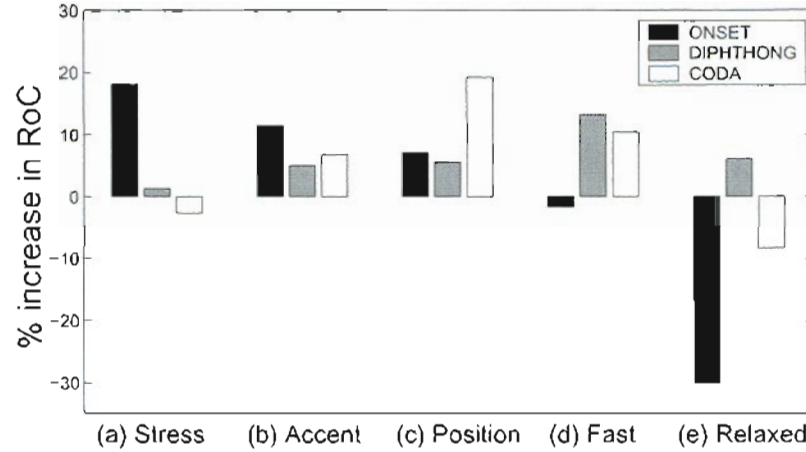 % increase in RoC
30
20
10
0
−10
−20
−30
ONSET
DIPHTHONG
CODA
(a) Stress
(b) Accent
(c) Position
(d) Fast
(e) Relaxed